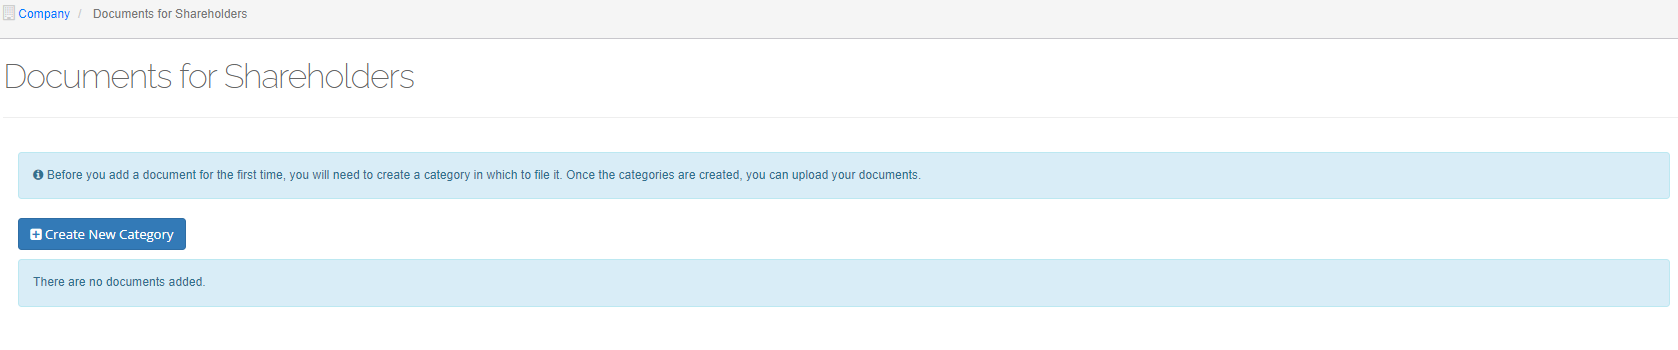 Company / Documents for Shareholders
Documents for Shareholders
Before you add a document for the first time, you will need to create a category in which to file it. Once the categories are created, you can upload your documents.
Create New Category
There are no documents added.